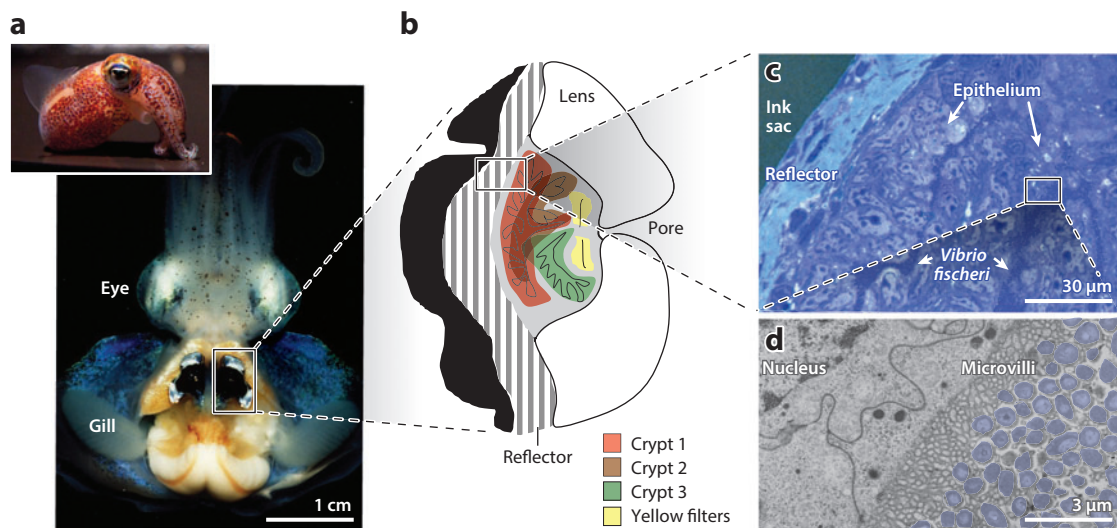 a
Eye
Gill
1 cm
b
Lens
Pore
Reflector
Crypt 1
Crypt 2
Crypt 3
Yellow filters
c
Ink
sac
Epithelium
Reflector
Vibrio
fischeri
30 μm
d
Nucleus
Microvilli
3 μm